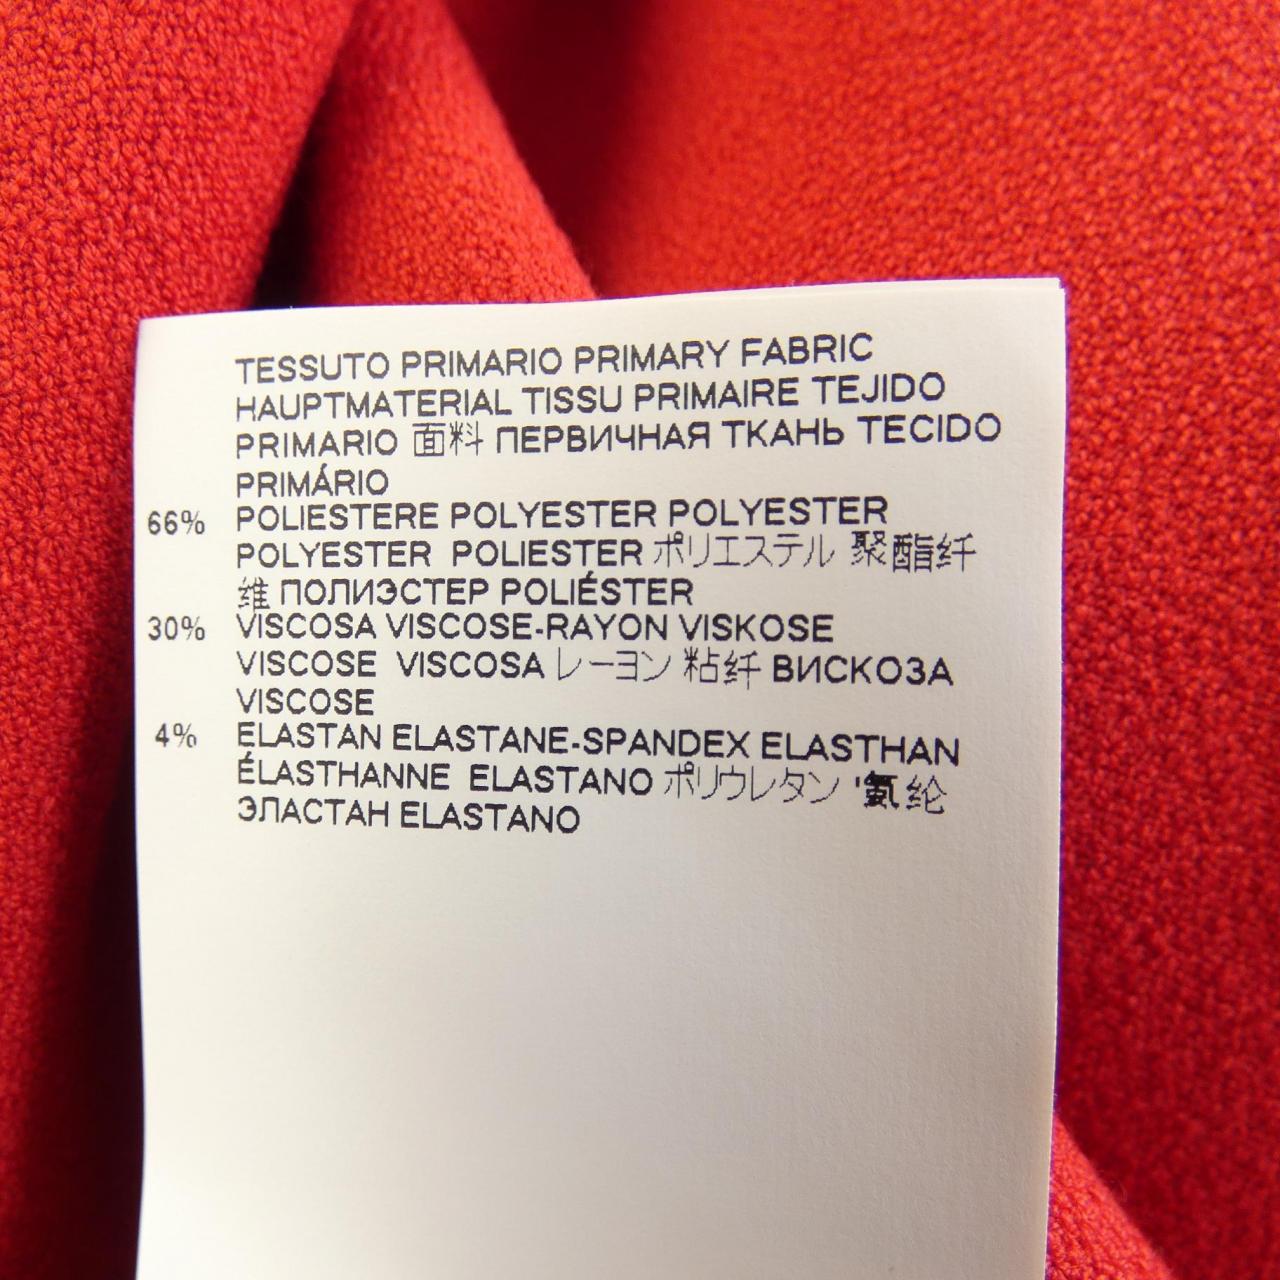 TESSUTO PRIMARIO PRIMARY FABRIC
HAUPTMATERIAL TISSU PRIMAIRE TEJIDO
PRIMARIO 面料 ПЕРВИЧНАЯ ТКАНЬ TECIDO
PRIMÁRIO
66% POLIESTERE POLYESTER POLYESTER
POLYESTER POLIESTER ポリエステル 聚酯纤
维 ПОЛИЭСТЕР POLIÉSTER
30% VISCOSA VISCOSE-RAYON VISKOSE
VISCOSE VISCOSA レーヨン 粘纤 ВИСКОЗА
VISCOSE
4% ELASTAN ELASTANE-SPANDEX ELASTHAN
ÉLASTHANNE ELASTANO ポリウレタン '氨纶
ЭЛАСТАН ELASTANO